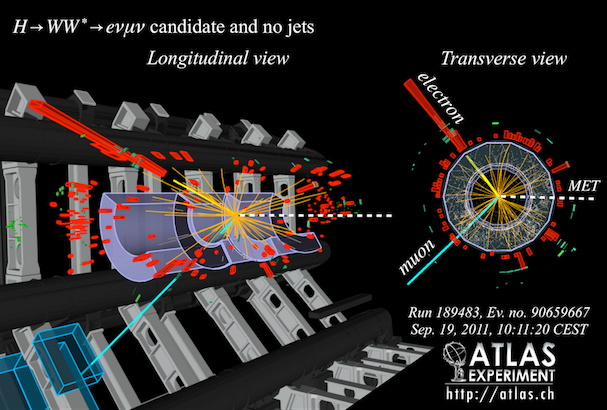 H→WW*→eνμν candidate and no jets
Longitudinal view
Transverse view
electron
MET
muon
Run 189483, Ev. no. 90659667
Sep. 19, 2011, 10:11:20 CEST
ATLAS
EXPERIMENT
http://atlas.ch